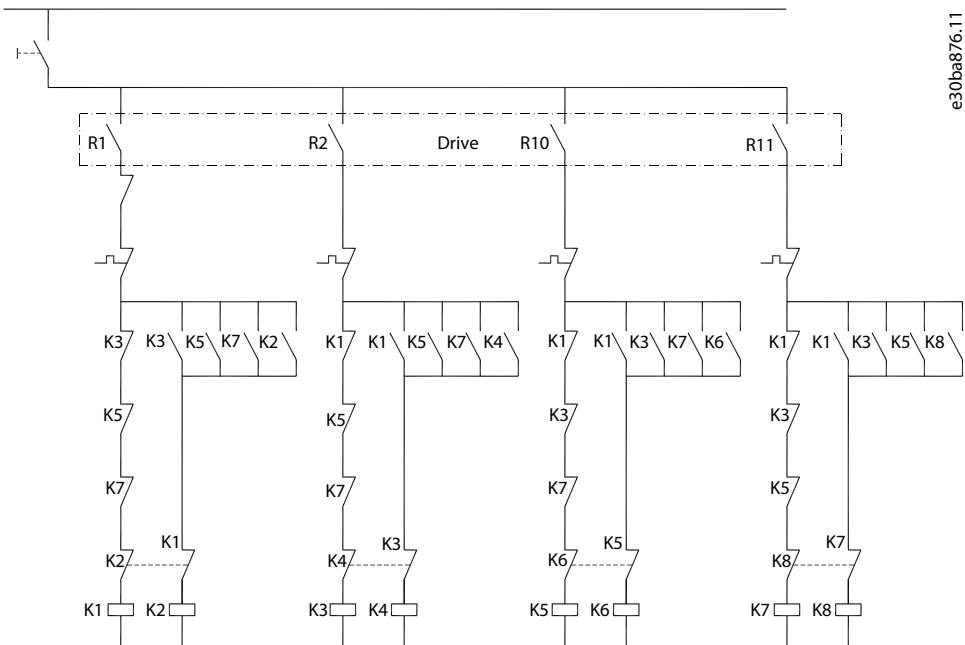 e30ba876.11
R1 R2 Drive R10 R11
K3 K3 K5 K7 K2 K1 K1 K5 K7 K4 K1 K1 K3 K7 K6 K1 K1 K3 K5 K8
K5 K5 K3 K3
K7 K7 K7 K5
K1 K3 K5 K7
K2 K4 K6 K8
K1 K2 K3 K4 K5 K6 K7 K8